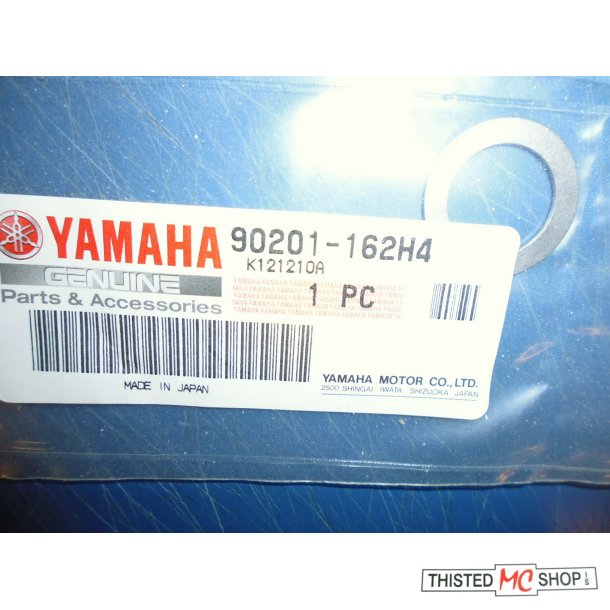 YAMAHA 90201-162H4
GENUINE K121210A
Parts & Accessories 1 PC
MADE IN JAPAN
YAMAHA MOTOR CO., LTD.
2500 SHINGAI IWATA SHIZUOKA JAPAN
THISTED MC SHOP I/S